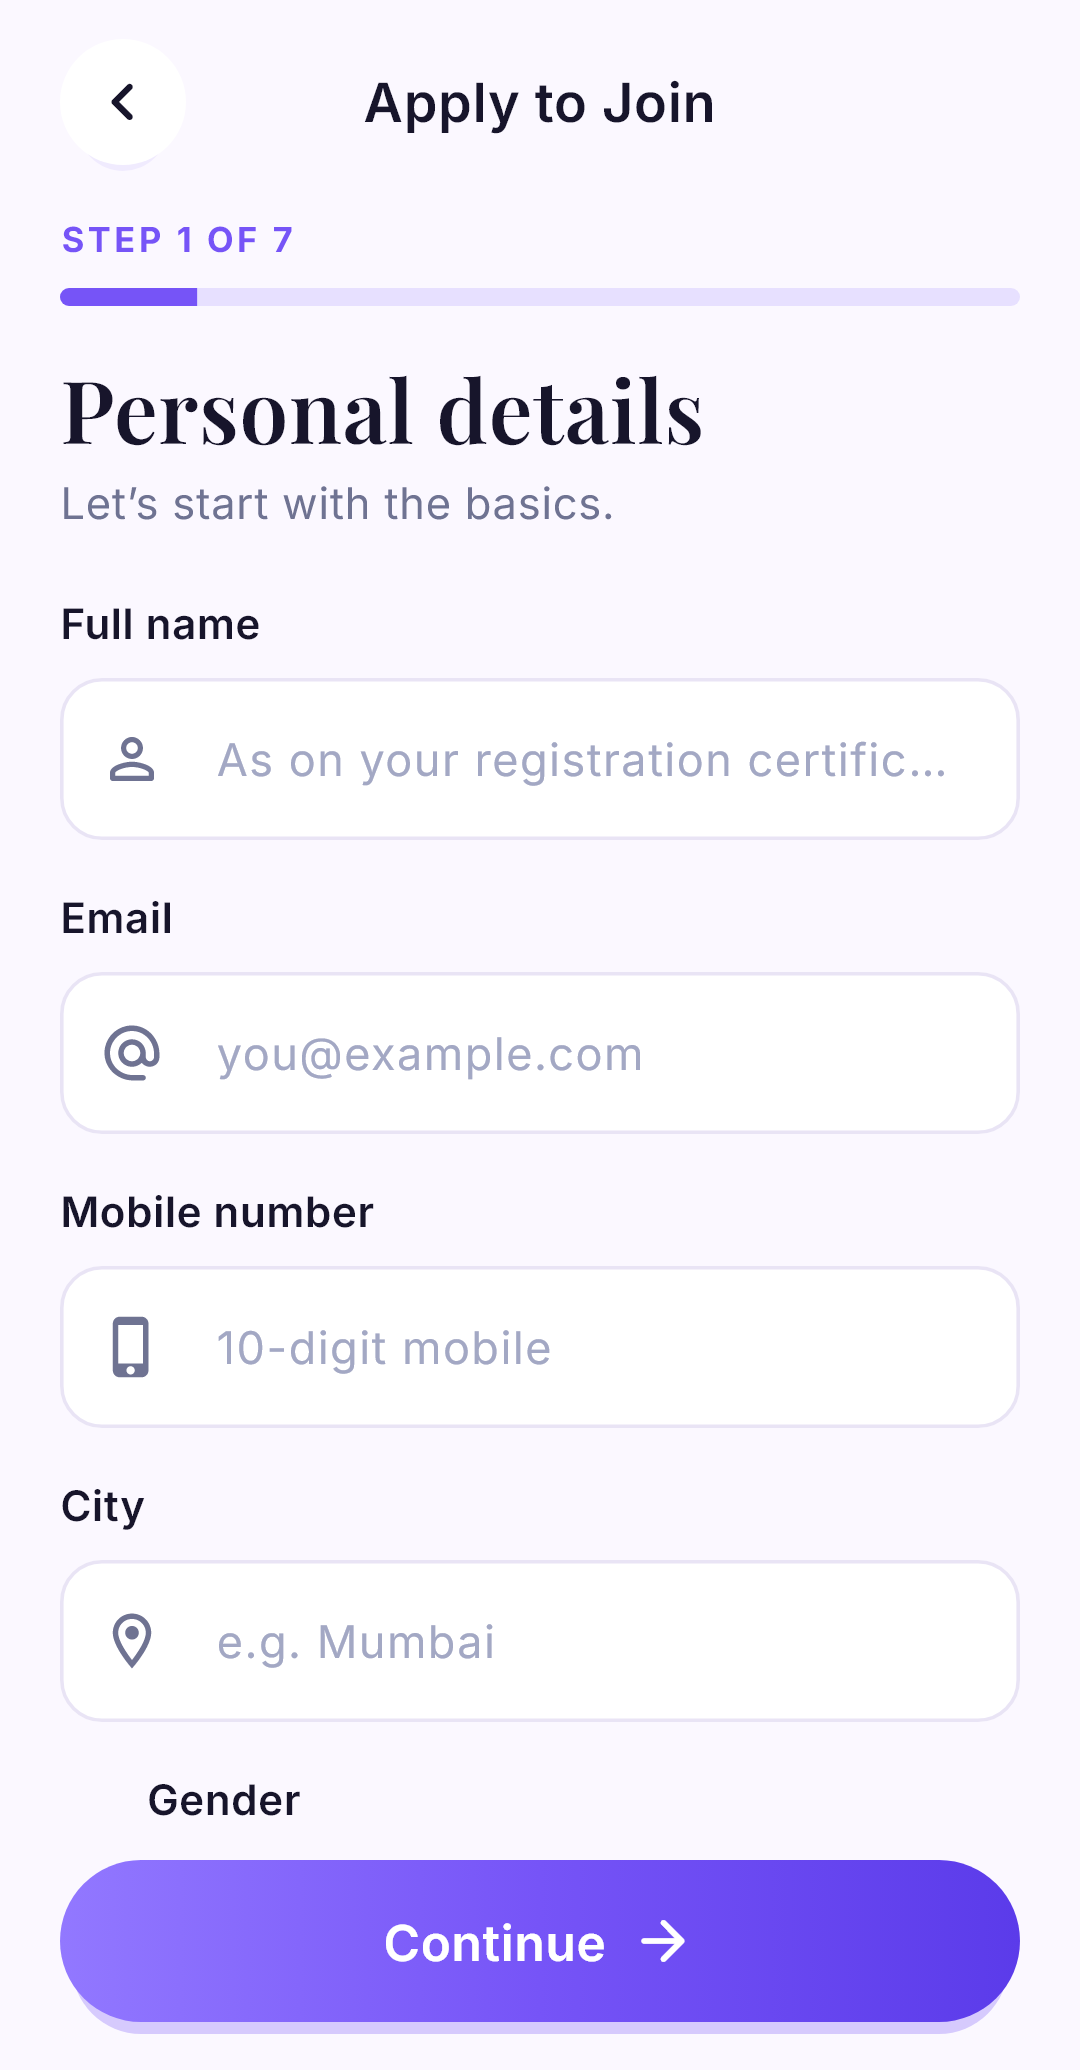 Apply to Join
STEP 1 OF 7
Personal details
Let’s start with the basics.
Full name
As on your registration certific...
Email
you@example.com
Mobile number
10-digit mobile
City
e.g. Mumbai
Gender
Continue